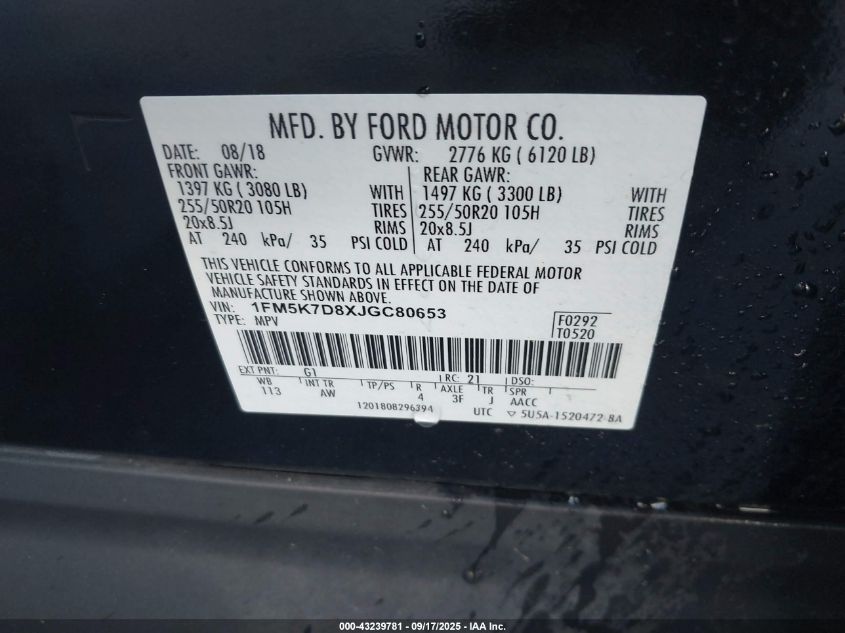 MFD. BY FORD MOTOR CO.
DATE: 08/18 GVWR: 2776 KG ( 6120 LB)
FRONT GAWR: REAR GAWR:
1397 KG ( 3080 LB) WITH 1497 KG ( 3300 LB) WITH
255/50R20 105H TIRES 255/50R20 105H TIRES
20x8.5J RIMS 20x8.5J RIMS
AT 240 kPa/ 35 PSI COLD AT 240 kPa/ 35 PSI COLD
THIS VEHICLE CONFORMS TO ALL APPLICABLE FEDERAL MOTOR
VEHICLE SAFETY STANDARDS IN EFFECT ON THE DATE OF
MANUFACTURE SHOWN ABOVE.
VIN: 1FM5K7D8XJGC80653 F0292
TYPE: MPV T0520
EXT PNT: G1 RC: 21 DSO:
WB INT TR TP/PS R AXLE TR SPR
113 AW 4 3F J AACC
1201808296394 UTC ▽ 5U5A-1520472-BA
000-43239781 - 09/17/2025 - IAA Inc.